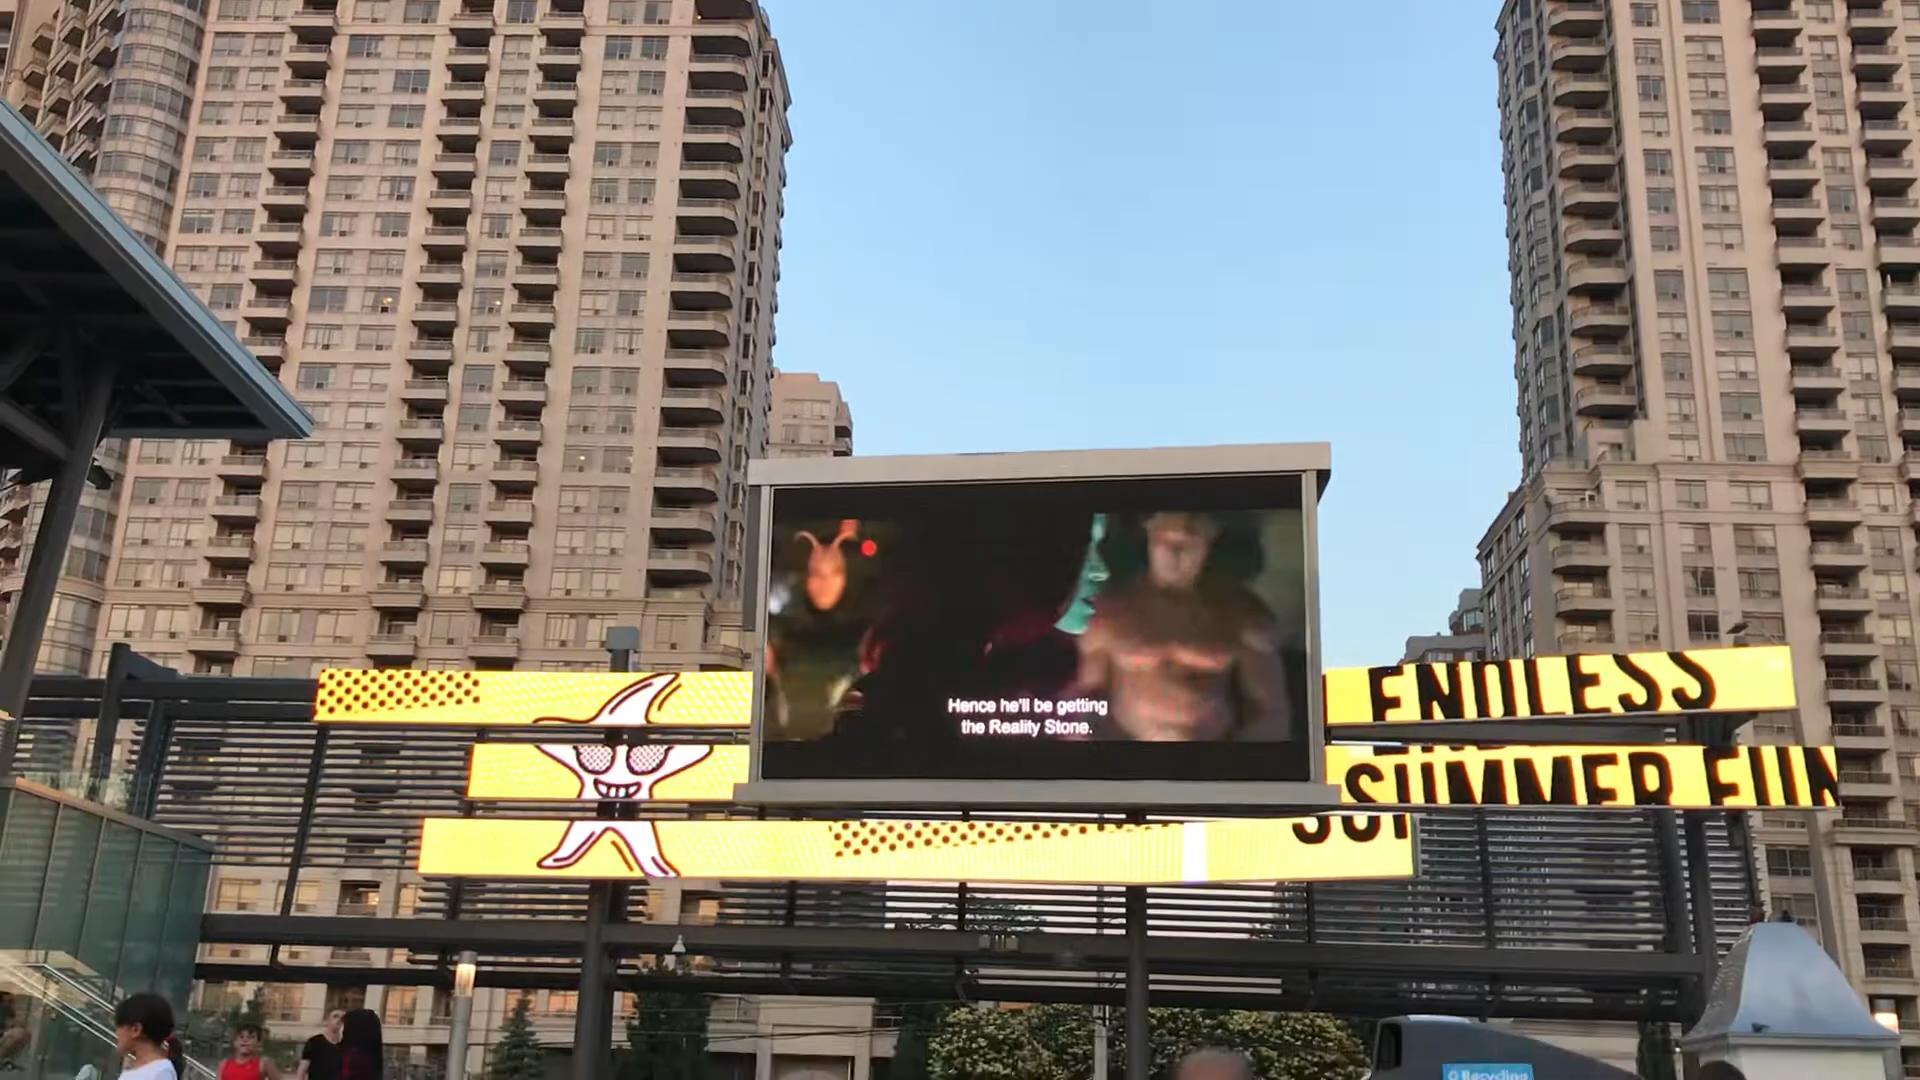 Hence he'll be getting
the Reality Stone.
ENDLESS
SUMMER FUN
Recycling